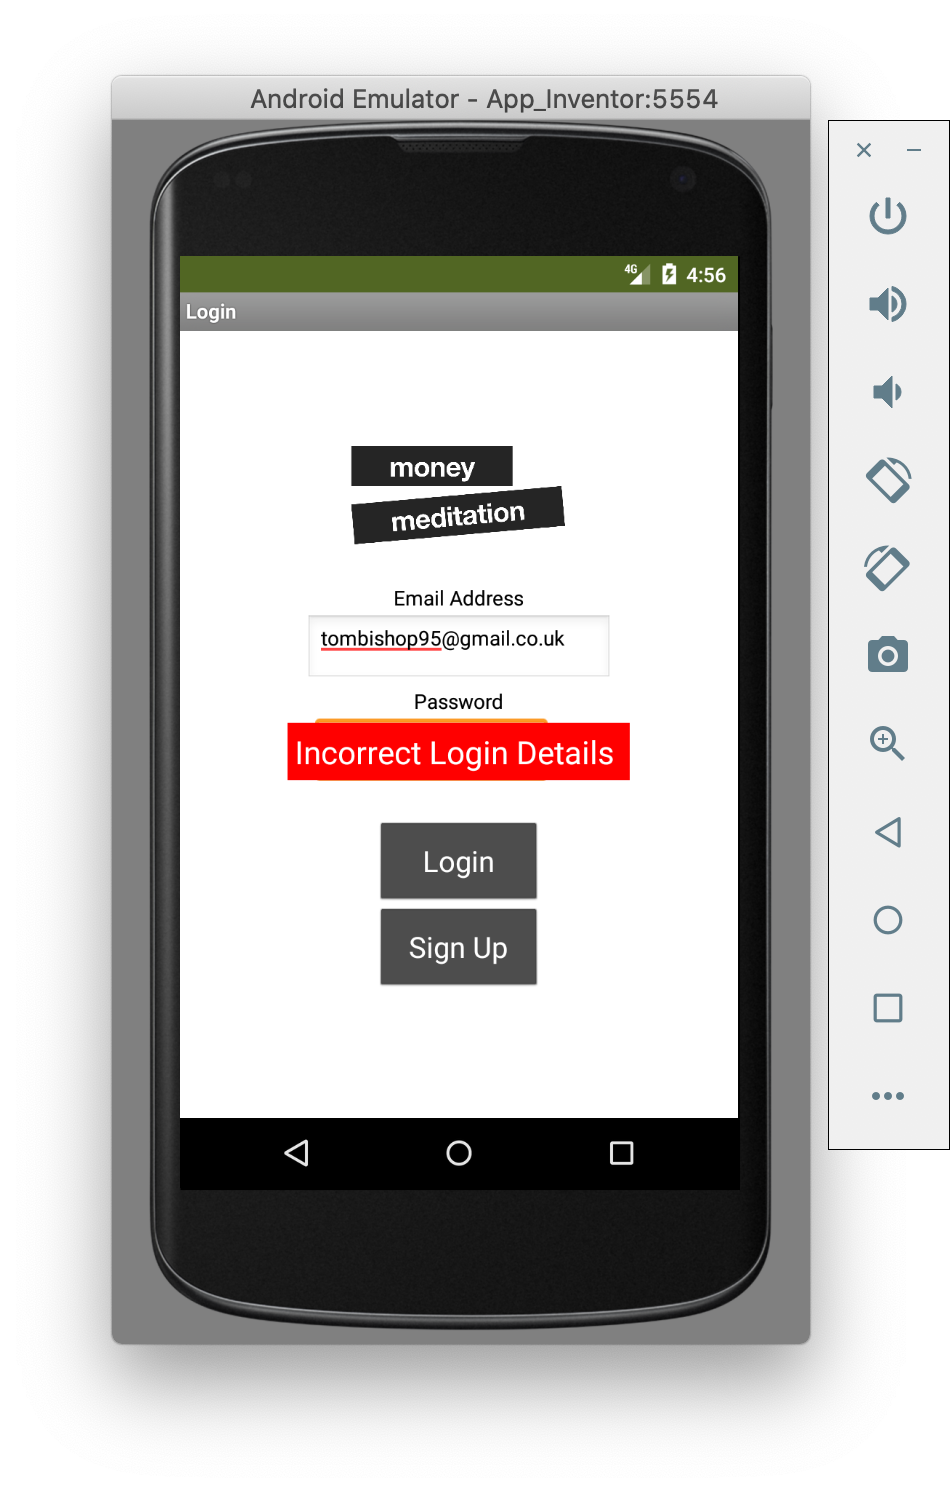 Android Emulator - App_Inventor:5554
4G 4:56
Login
money
meditation
Email Address
tombishop95@gmail.co.uk
Password
Incorrect Login Details
Login
Sign Up